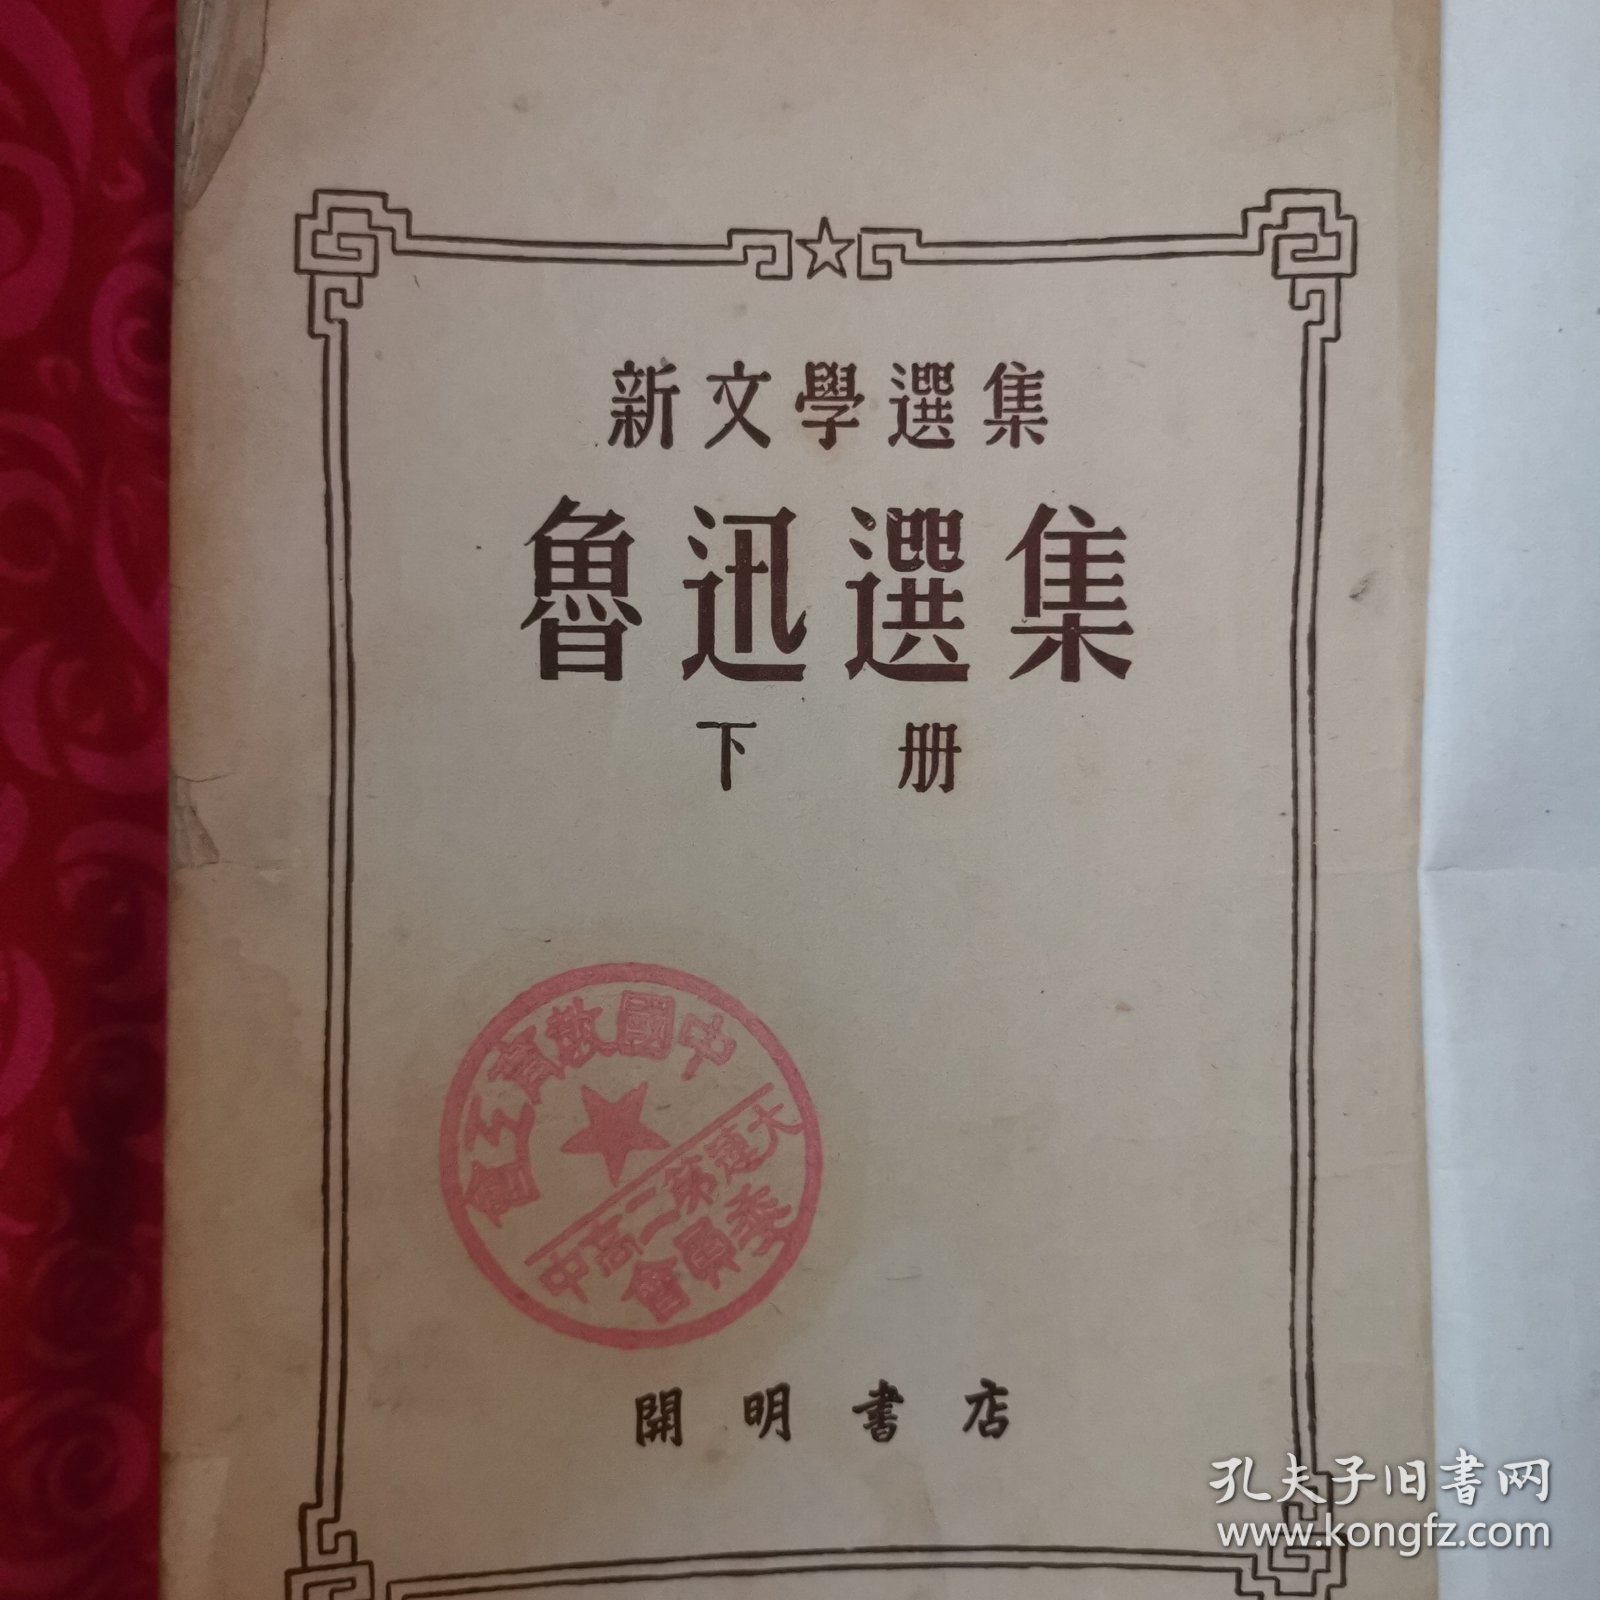 新文學選集
魯迅選集
下册
中國教育工會
大連第二高中
委員會
開明書店
孔夫子旧书网
www.kongfz.com